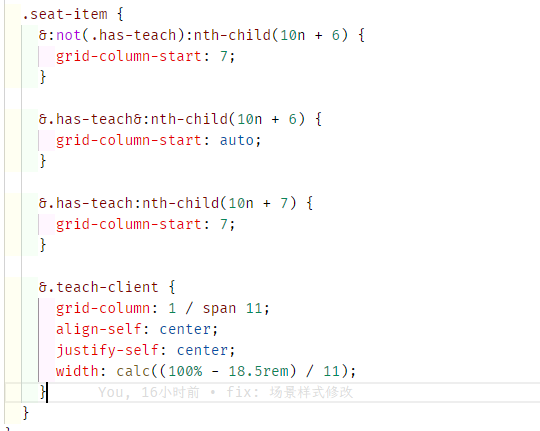 .seat-item {
&:not(.has-teach):nth-child(10n + 6) {
grid-column-start: 7;
}
&.has-teach&:nth-child(10n + 6) {
grid-column-start: auto;
}
&.has-teach:nth-child(10n + 7) {
grid-column-start: 7;
}
&.teach-client {
grid-column: 1 / span 11;
align-self: center;
justify-self: center;
width: calc((100% - 18.5rem) / 11);
} You, 16小时前 • fix: 场景样式修改
}
}